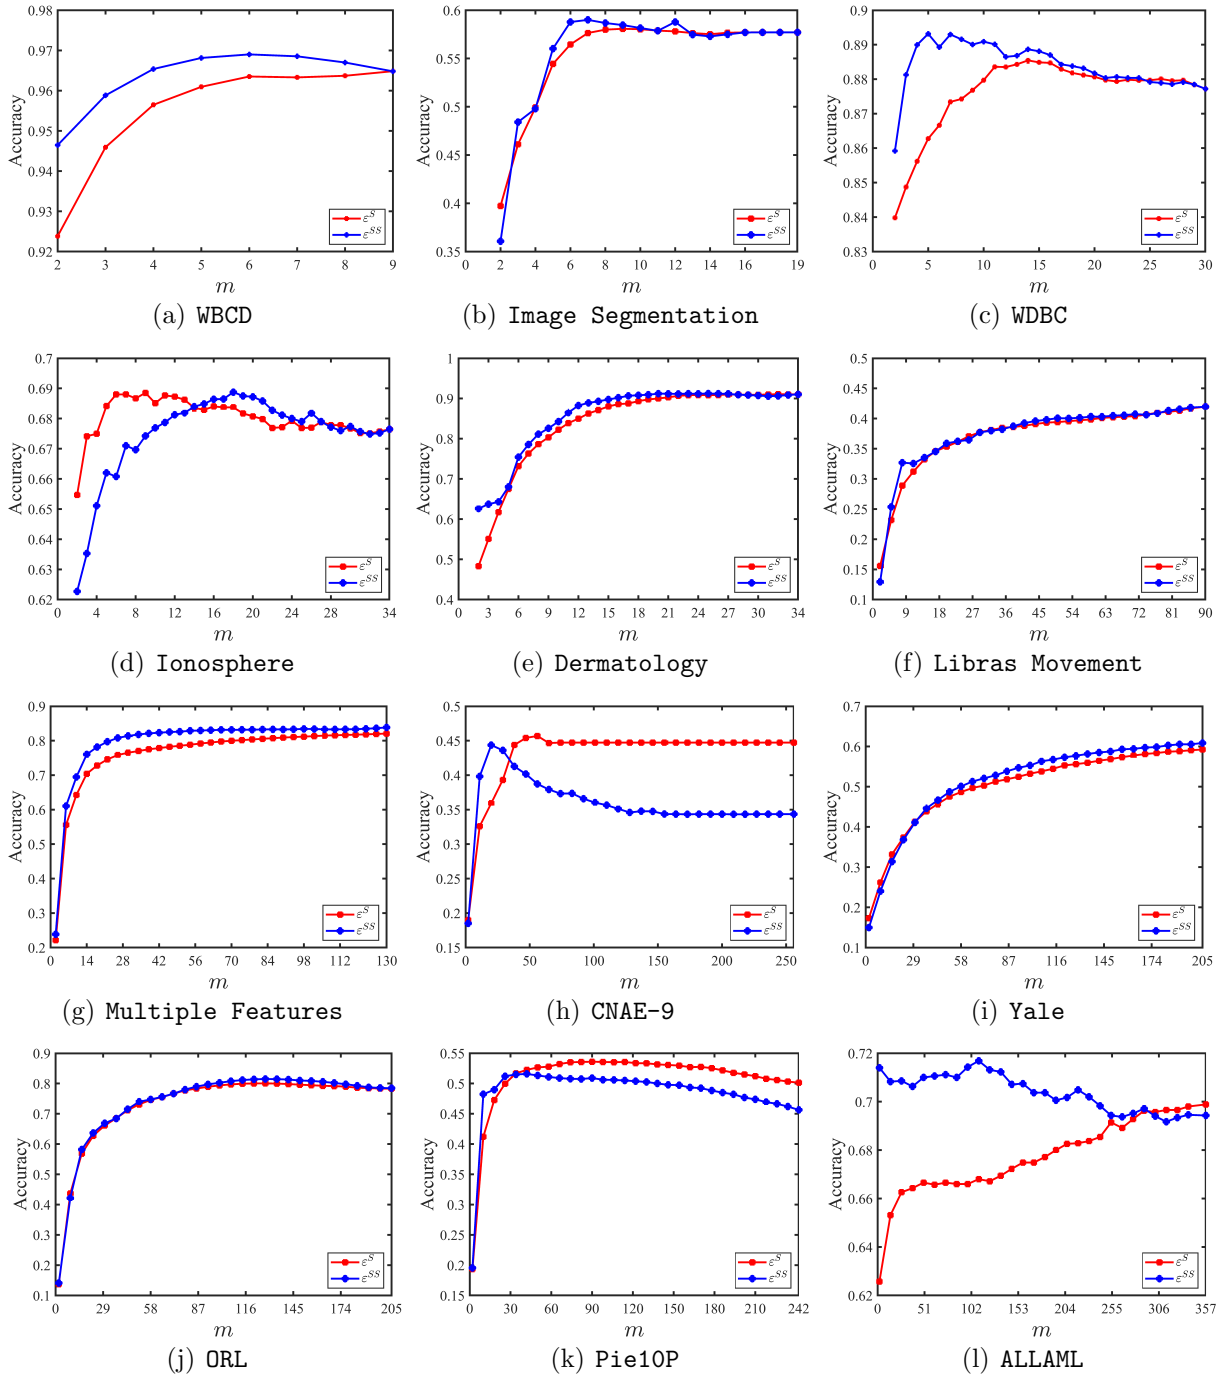 0.98
0.97
0.96
0.95
0.94
0.93
0.92
Accuracy
2 3 4 5 6 7 8 9
m
ε^S
ε^SS
(a) WBCD
0.6
0.55
0.5
0.45
0.4
0.35
Accuracy
0 2 4 6 8 10 12 14 16 19
m
ε^S
ε^SS
(b) Image Segmentation
0.9
0.89
0.88
0.87
0.86
0.85
0.84
0.83
Accuracy
0 5 10 15 20 25 30
m
ε^S
ε^SS
(c) WDBC
0.7
0.69
0.68
0.67
0.66
0.65
0.64
0.63
0.62
Accuracy
0 4 8 12 16 20 24 28 34
m
ε^S
ε^SS
(d) Ionosphere
1
0.9
0.8
0.7
0.6
0.5
0.4
Accuracy
0 3 6 9 12 15 18 21 24 27 30 34
m
ε^S
ε^SS
(e) Dermatology
0.5
0.45
0.4
0.35
0.3
0.25
0.2
0.15
0.1
Accuracy
0 9 18 27 36 45 54 63 72 81 90
m
ε^S
ε^SS
(f) Libras Movement
0.9
0.8
0.7
0.6
0.5
0.4
0.3
0.2
Accuracy
0 14 28 42 56 70 84 98 112 130
m
ε^S
ε^SS
(g) Multiple Features
0.5
0.45
0.4
0.35
0.3
0.25
0.2
0.15
Accuracy
0 50 100 150 200 250
m
ε^S
ε^SS
(h) CNAE-9
0.7
0.6
0.5
0.4
0.3
0.2
0.1
Accuracy
0 29 58 87 116 145 174 205
m
ε^S
ε^SS
(i) Yale
0.9
0.8
0.7
0.6
0.5
0.4
0.3
0.2
0.1
Accuracy
0 29 58 87 116 145 174 205
m
ε^S
ε^SS
(j) ORL
0.55
0.5
0.45
0.4
0.35
0.3
0.25
0.2
0.15
Accuracy
0 30 60 90 120 150 180 210 242
m
ε^S
ε^SS
(k) Pie10P
0.72
0.7
0.68
0.66
0.64
0.62
Accuracy
0 51 102 153 204 255 306 357
m
ε^S
ε^SS
(l) ALLAML